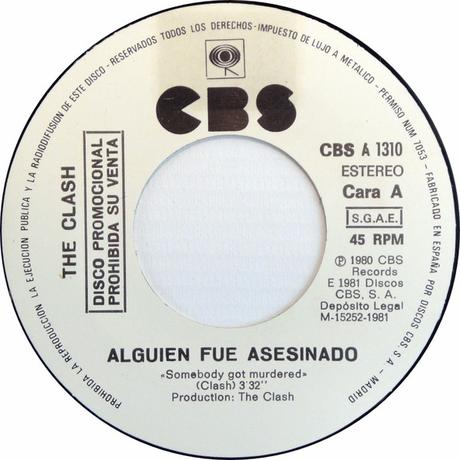 RESERVADOS TODOS LOS DERECHOS-IMPUESTO DE LUJO A METALICO - PERMISO NUM 7053 - FABRICADO EN ESPAÑA POR DISCOS CBS, S.A. - MADRID
PROHIBIDA LA REPRODUCCIÓN, LA EJECUCION PUBLICA Y LA RADIODIFUSION DE ESTE DISCO -
CBS
THE CLASH
DISCO PROMOCIONAL
PROHIBIDA SU VENTA
CBS A 1310
ESTEREO
Cara A
S.G.A.E.
45 RPM
℗ 1980 CBS
Records
E 1981 Discos
CBS, S. A.
Depósito Legal
M-15252-1981
ALGUIEN FUE ASESINADO
«Somebody got murdered»
(Clash) 3'32''
Production: The Clash